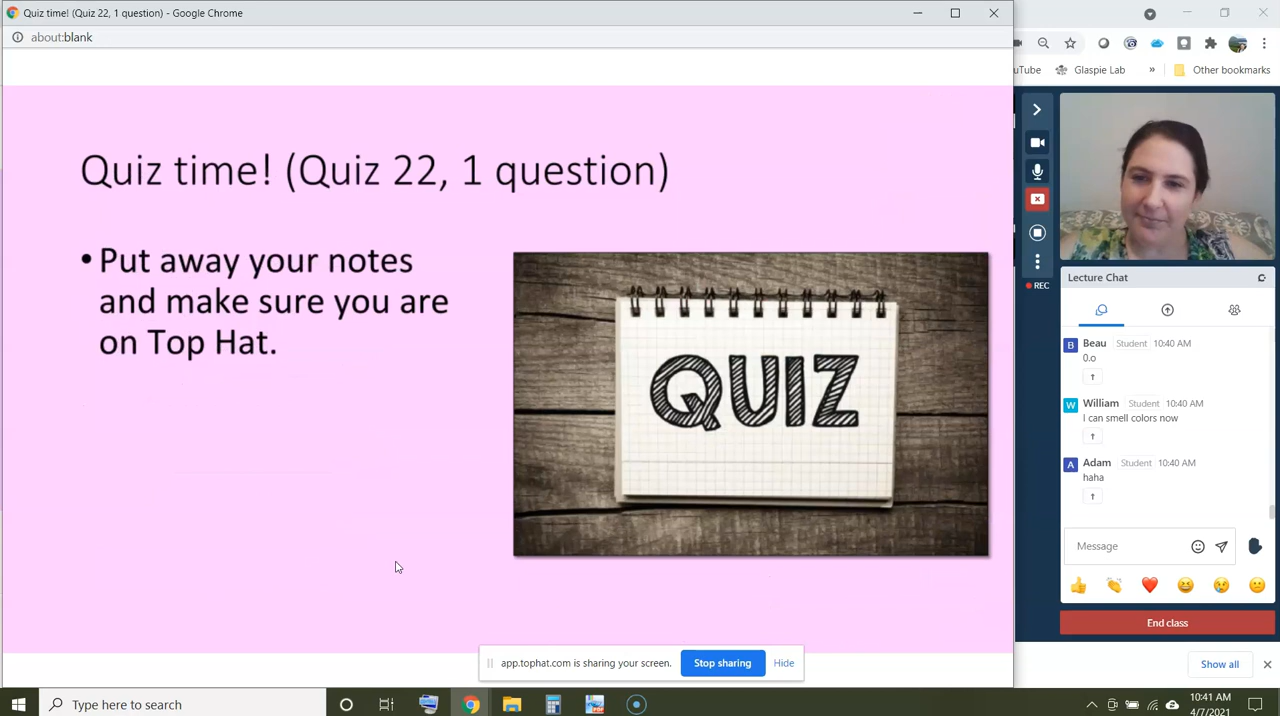 Quiz time! (Quiz 22, 1 question) - Google Chrome
about:blank
Quiz time! (Quiz 22, 1 question)
• Put away your notes
and make sure you are
on Top Hat.
QUIZ
app.tophat.com is sharing your screen.
Stop sharing
Hide
uTube
Glaspie Lab
»
Other bookmarks
REC
Lecture Chat
B
Beau Student 10:40 AM
0.o
W
William Student 10:40 AM
I can smell colors now
A
Adam Student 10:40 AM
haha
Message
End class
Show all
Type here to search
10:41 AM
4/7/2021